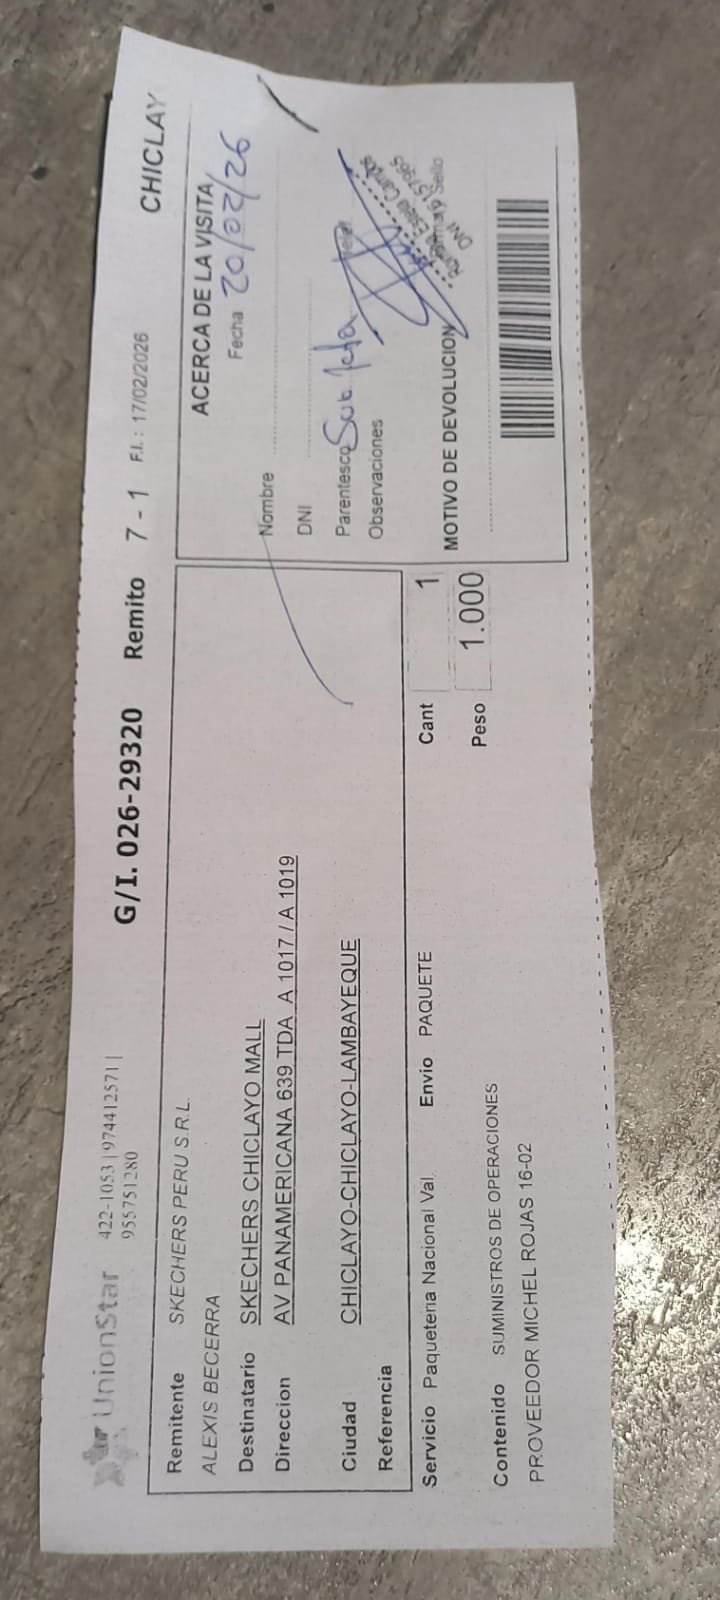 UnionStar 422-1053 | 974412571 |
955751280
G/I. 026-29320 Remito 7 - 1 F.I.: 17/02/2026 CHICLAY
Remitente SKECHERS PERU S.R.L.
ALEXIS BECERRA
Destinatario SKECHERS CHICLAYO MALL
Direccion AV PANAMERICANA 639 TDA A 1017 / A 1019
Ciudad CHICLAYO-CHICLAYO-LAMBAYEQUE
Referencia
Servicio Paqueteria Nacional Val. Envio PAQUETE Cant 1
Peso 1.000
Contenido SUMINISTROS DE OPERACIONES
PROVEEDOR MICHEL ROJAS 16-02
ACERCA DE LA VISITA
Fecha 20/02/26
Nombre
DNI
Parentesco Sub Jefa
Observaciones
DNI
Sello
MOTIVO DE DEVOLUCION